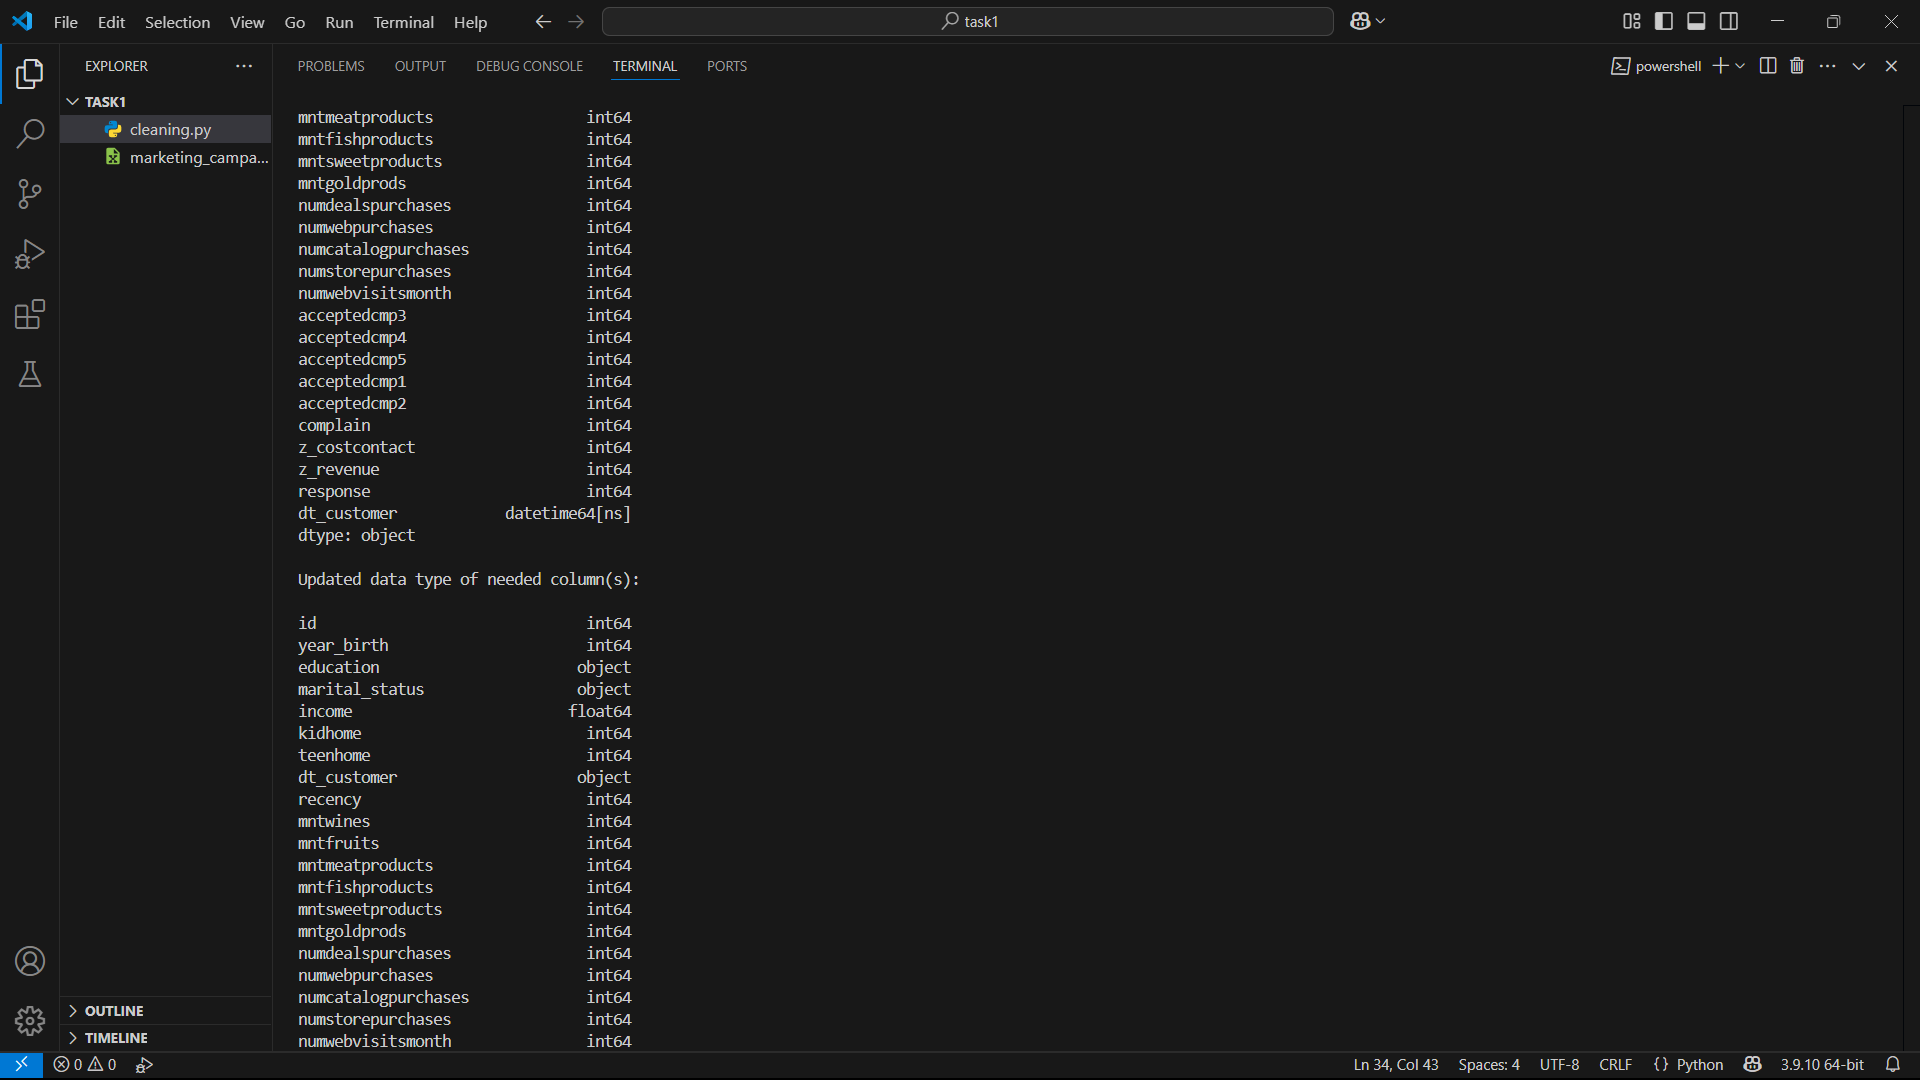 File Edit Selection View Go Run Terminal Help task1
EXPLORER
TASK1
cleaning.py
marketing_campa...
OUTLINE
TIMELINE
PROBLEMS OUTPUT DEBUG CONSOLE TERMINAL PORTS powershell
mntmeatproducts int64
mntfishproducts int64
mntsweetproducts int64
mntgoldprods int64
numdealspurchases int64
numwebpurchases int64
numcatalogpurchases int64
numstorepurchases int64
numwebvisitsmonth int64
acceptedcmp3 int64
acceptedcmp4 int64
acceptedcmp5 int64
acceptedcmp1 int64
acceptedcmp2 int64
complain int64
z_costcontact int64
z_revenue int64
response int64
dt_customer datetime64[ns]
dtype: object
Updated data type of needed column(s):
id int64
year_birth int64
education object
marital_status object
income float64
kidhome int64
teenhome int64
dt_customer object
recency int64
mntwines int64
mntfruits int64
mntmeatproducts int64
mntfishproducts int64
mntsweetproducts int64
mntgoldprods int64
numdealspurchases int64
numwebpurchases int64
numcatalogpurchases int64
numstorepurchases int64
numwebvisitsmonth int64
0 0 Ln 34, Col 43 Spaces: 4 UTF-8 CRLF {} Python 3.9.10 64-bit